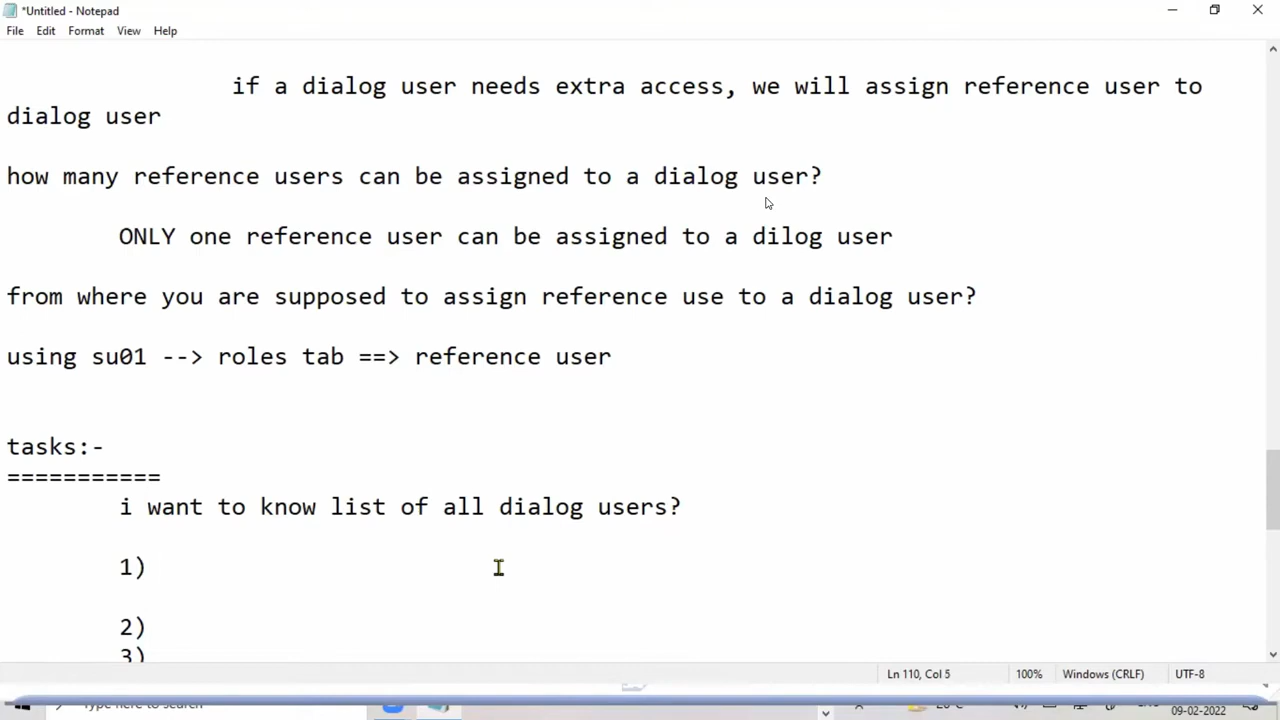 *Untitled - Notepad
File Edit Format View Help
if a dialog user needs extra access, we will assign reference user to
dialog user
how many reference users can be assigned to a dialog user?
ONLY one reference user can be assigned to a dilog user
from where you are supposed to assign reference use to a dialog user?
using su01 --> roles tab ==> reference user
tasks:-
===========
i want to know list of all dialog users?
1)
2)
3)
Ln 110, Col 5 100% Windows (CRLF) UTF-8
Type here to search
09-02-2022